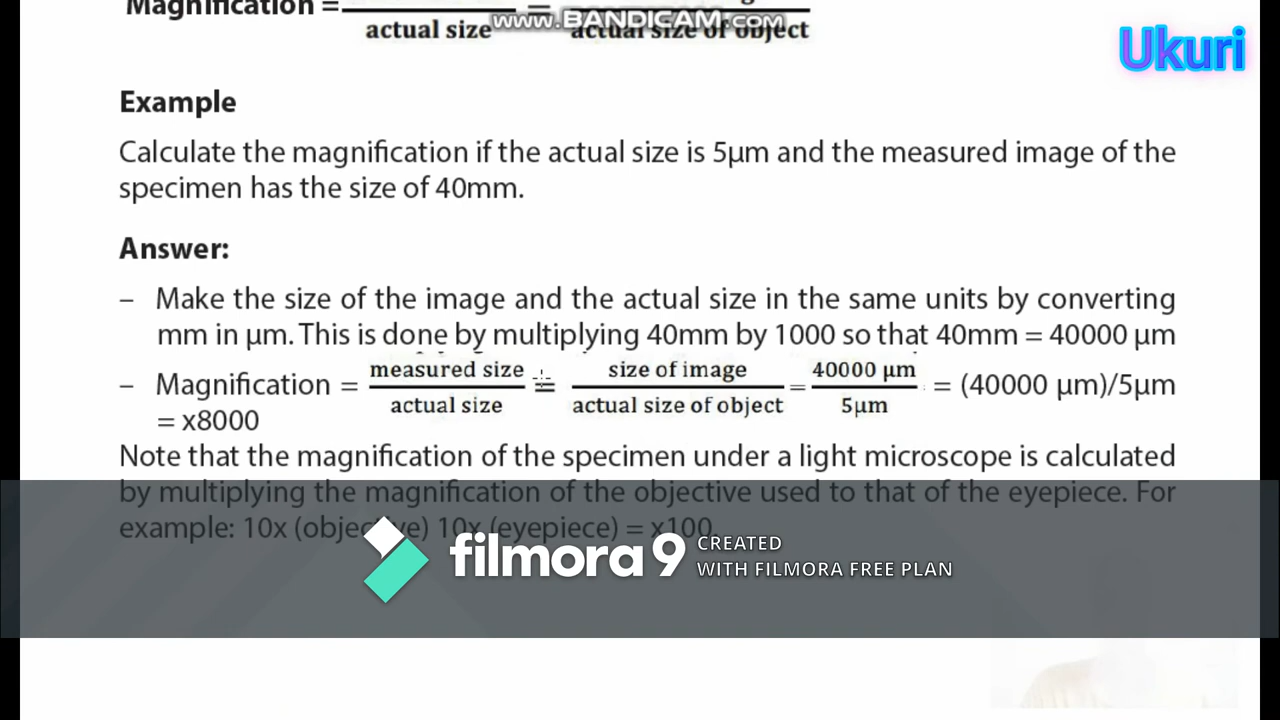 Magnification =
actual size = actual size of object
www.BANDICAM.com
Ukuri
Example
Calculate the magnification if the actual size is 5µm and the measured image of the
specimen has the size of 40mm.
Answer:
– Make the size of the image and the actual size in the same units by converting
mm in µm. This is done by multiplying 40mm by 1000 so that 40mm = 40000 µm
– Magnification = measured size / actual size = size of image / actual size of object = 40000 µm / 5µm = (40000 µm)/5µm
= x8000
Note that the magnification of the specimen under a light microscope is calculated
by multiplying the magnification of the objective used to that of the eyepiece. For
example: 10x (objective) 10x (eyepiece) = x100
filmora9 CREATED
WITH FILMORA FREE PLAN